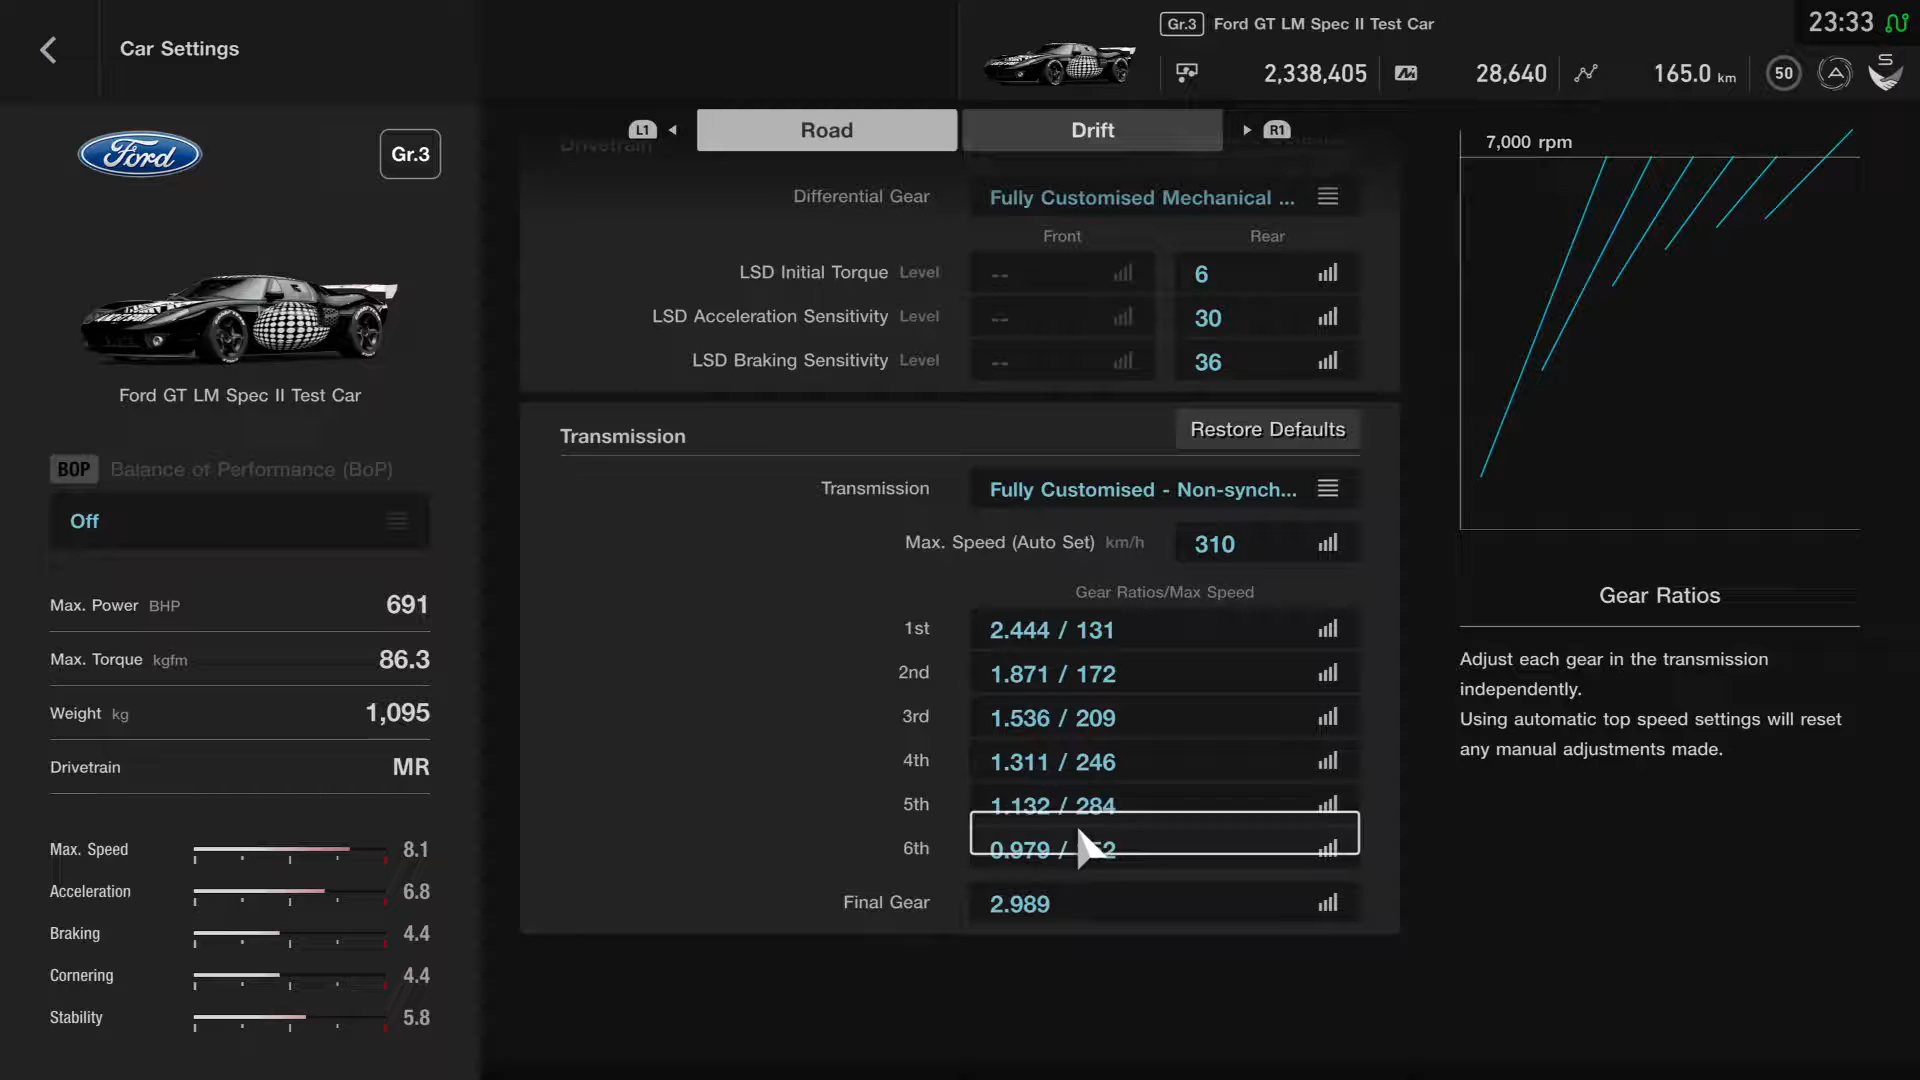 Car Settings
Gr.3 Ford GT LM Spec II Test Car
23:33
2,338,405
28,640
165.0 km
50
S
Ford
Gr.3
Ford GT LM Spec II Test Car
BOP Balance of Performance (BoP)
Off
Max. Power BHP 691
Max. Torque kgfm 86.3
Weight kg 1,095
Drivetrain MR
Max. Speed 8.1
Acceleration 6.8
Braking 4.4
Cornering 4.4
Stability 5.8
L1 Road Drift R1
Drivetrain
Differential Gear Fully Customised Mechanical ...
Front Rear
LSD Initial Torque Level -- 6
LSD Acceleration Sensitivity Level -- 30
LSD Braking Sensitivity Level -- 36
Transmission Restore Defaults
Transmission Fully Customised - Non-synch...
Max. Speed (Auto Set) km/h 310
Gear Ratios/Max Speed
1st 2.444 / 131
2nd 1.871 / 172
3rd 1.536 / 209
4th 1.311 / 246
5th 1.132 / 284
6th 0.979 /
Final Gear 2.989
7,000 rpm
Gear Ratios
Adjust each gear in the transmission
independently.
Using automatic top speed settings will reset
any manual adjustments made.